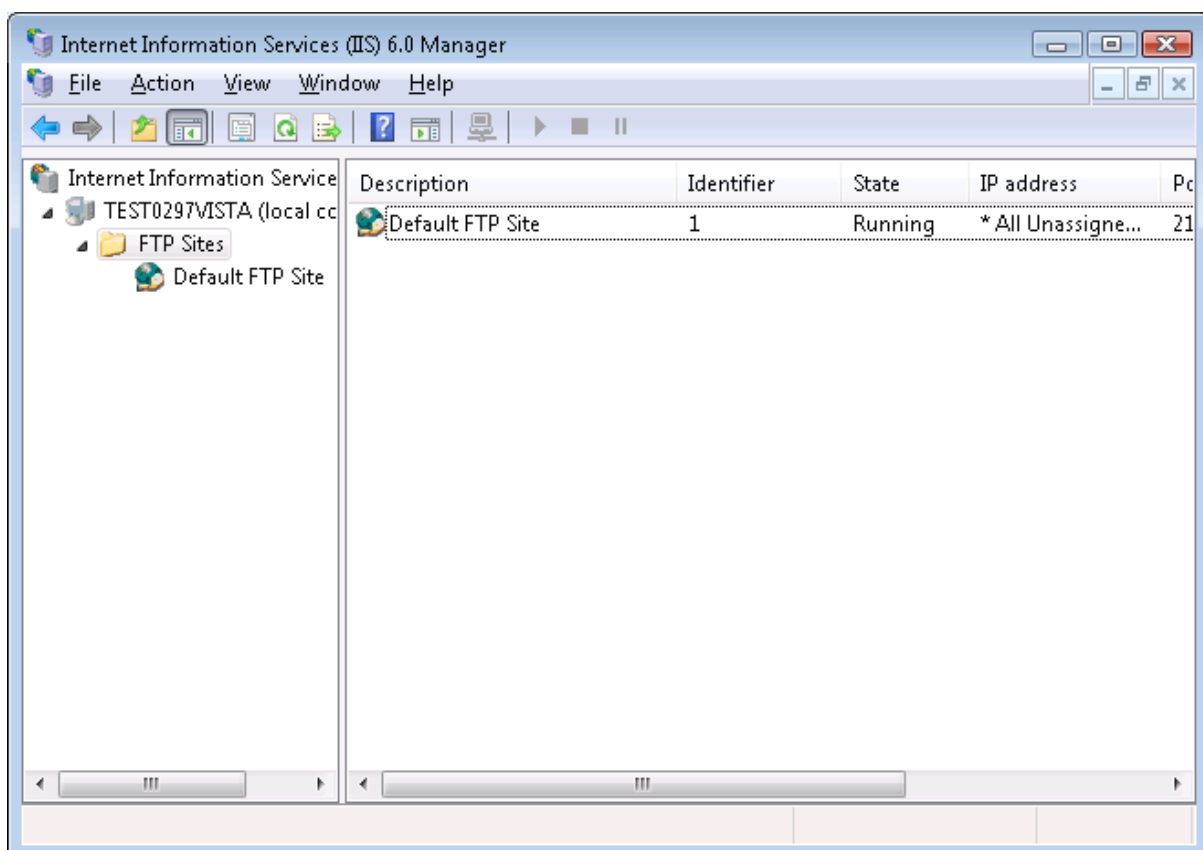 Internet Information Services (IIS) 6.0 Manager
File Action View Window Help
Internet Information Service
TEST0297VISTA (local cc
FTP Sites
Default FTP Site
Description Identifier State IP address Pc
Default FTP Site 1 Running * All Unassigne... 21